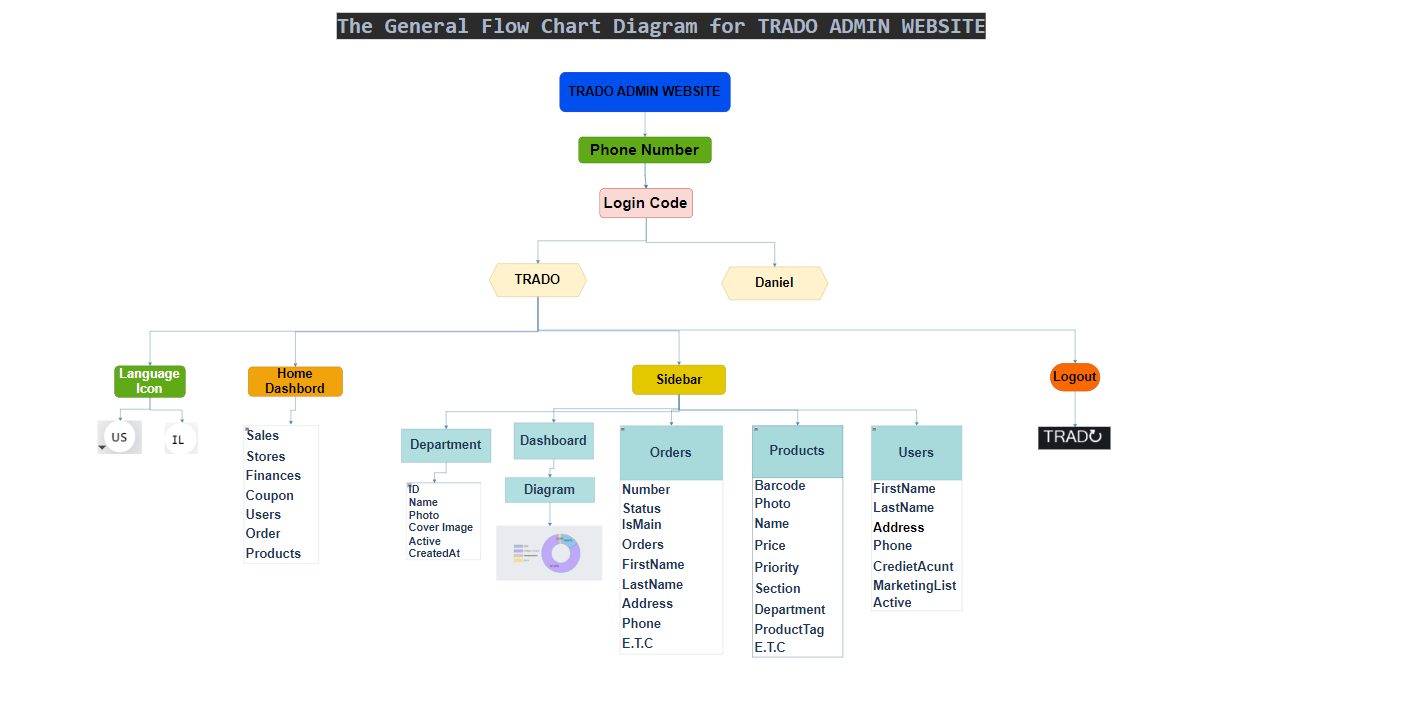 The General Flow Chart Diagram for TRADO ADMIN WEBSITE
TRADO ADMIN WEBSITE
Phone Number
Login Code
TRADO
Daniel
Language
Icon
US
IL
Home
Dashbord
Sales
Stores
Finances
Coupon
Users
Order
Products
Sidebar
Department
ID
Name
Photo
Cover Image
Active
CreatedAt
Dashboard
Diagram
Orders
Number
Status
IsMain
Orders
FirstName
LastName
Address
Phone
E.T.C
Products
Barcode
Photo
Name
Price
Priority
Section
Department
ProductTag
E.T.C
Users
FirstName
LastName
Address
Phone
CredietAcunt
MarketingList
Active
Logout
TRADO